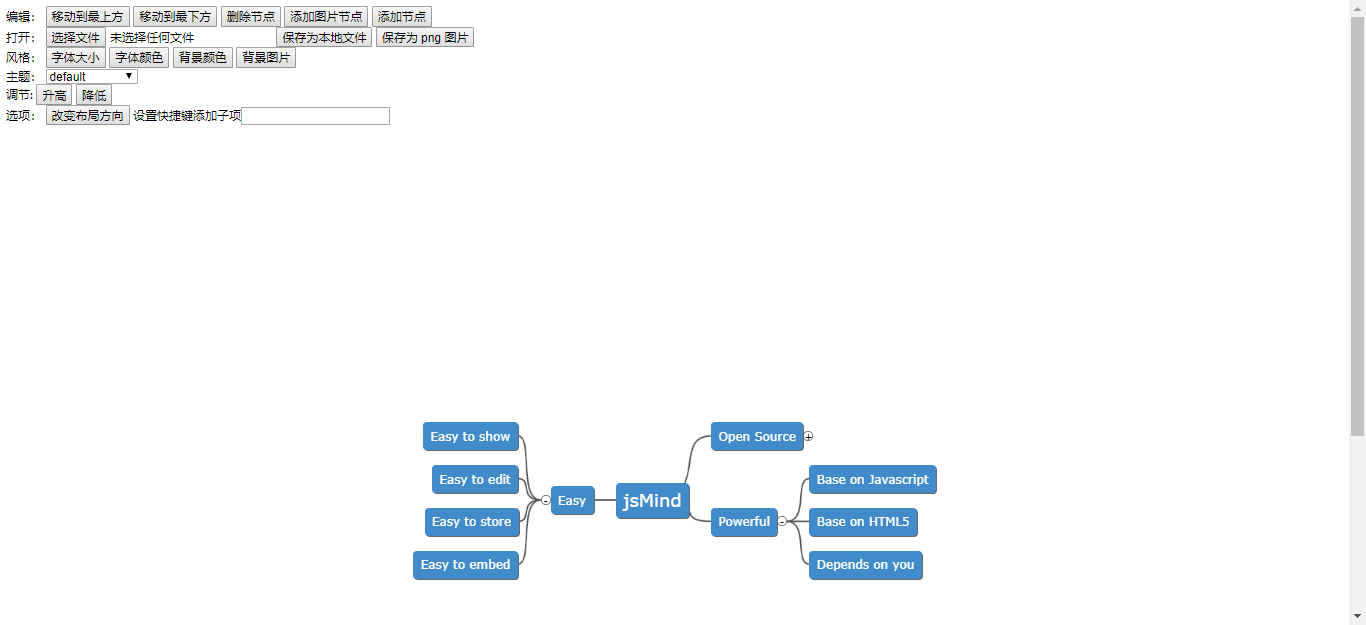 编辑： 移动到最上方 移动到最下方 删除节点 添加图片节点 添加节点
打开： 选择文件 未选择任何文件 保存为本地文件 保存为 png 图片
风格： 字体大小 字体颜色 背景颜色 背景图片
主题： default
调节: 升高 降低
选项： 改变布局方向 设置快捷键添加子项
Easy to show
Easy to edit
Easy to store
Easy to embed
Easy
jsMind
Open Source
Powerful
Base on Javascript
Base on HTML5
Depends on you